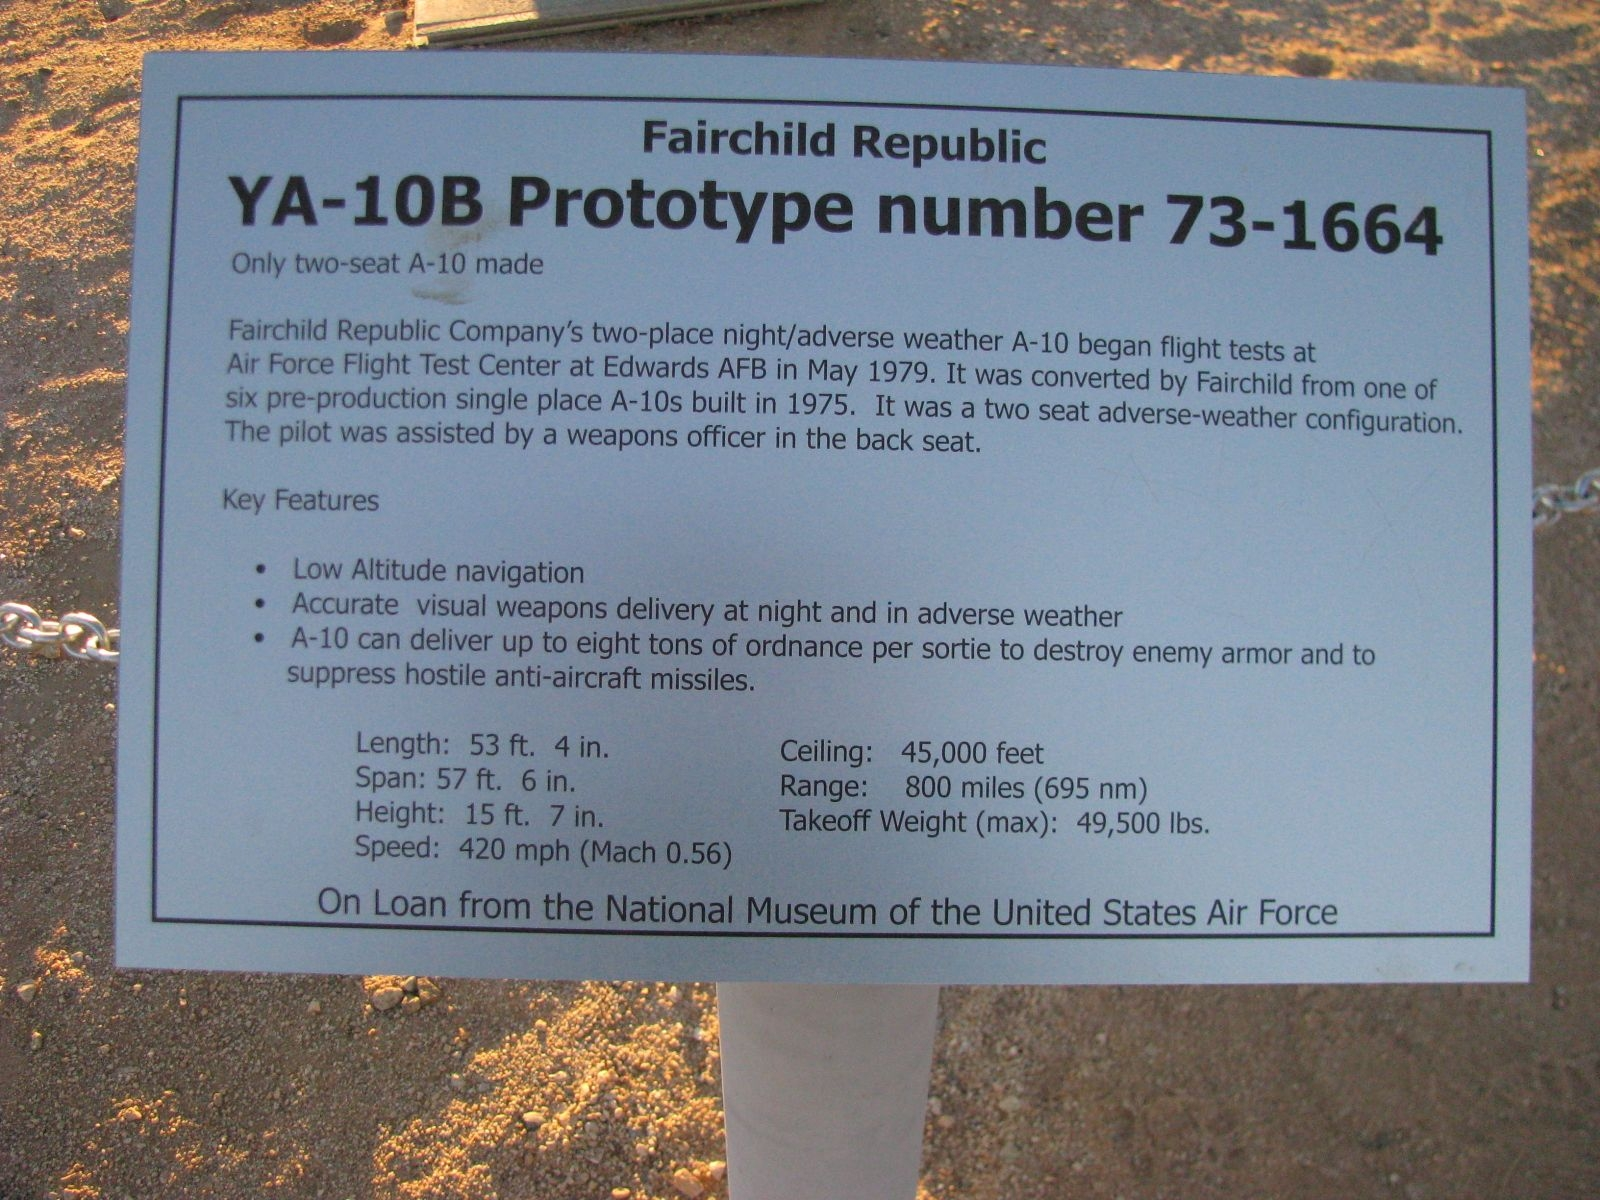 Fairchild Republic
YA-10B Prototype number 73-1664
Only two-seat A-10 made
Fairchild Republic Company's two-place night/adverse weather A-10 began flight tests at
Air Force Flight Test Center at Edwards AFB in May 1979. It was converted by Fairchild from one of
six pre-production single place A-10s built in 1975. It was a two seat adverse-weather configuration.
The pilot was assisted by a weapons officer in the back seat.
Key Features
• Low Altitude navigation
• Accurate visual weapons delivery at night and in adverse weather
• A-10 can deliver up to eight tons of ordnance per sortie to destroy enemy armor and to
suppress hostile anti-aircraft missiles.
Length: 53 ft. 4 in.
Span: 57 ft. 6 in.
Height: 15 ft. 7 in.
Speed: 420 mph (Mach 0.56)
Ceiling: 45,000 feet
Range: 800 miles (695 nm)
Takeoff Weight (max): 49,500 lbs.
On Loan from the National Museum of the United States Air Force